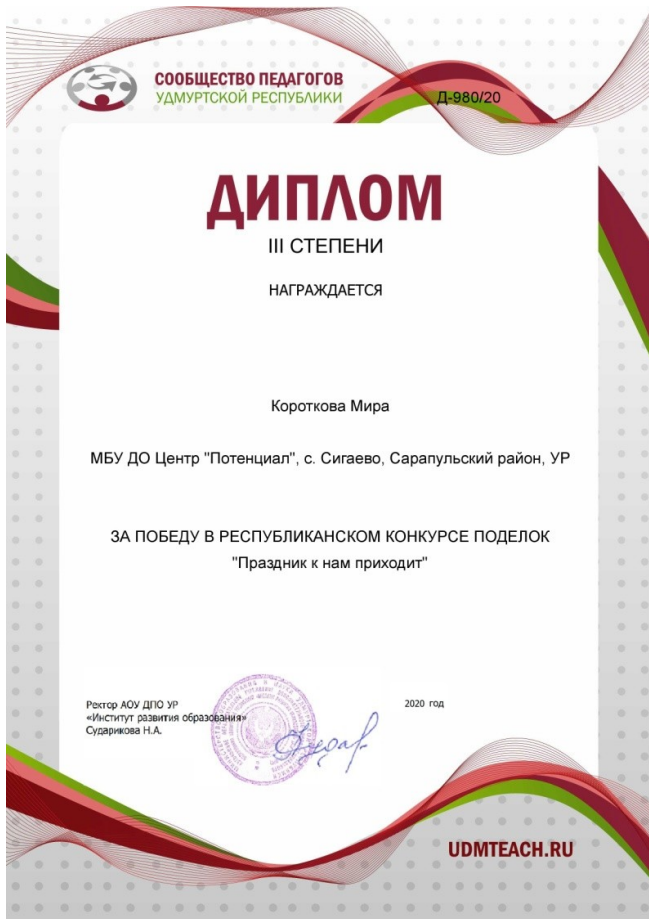 СООБЩЕСТВО ПЕДАГОГОВ
УДМУРТСКОЙ РЕСПУБЛИКИ
Д-980/20
ДИПЛОМ
III СТЕПЕНИ
НАГРАЖДАЕТСЯ
Короткова Мира
МБУ ДО Центр "Потенциал", с. Сигаево, Сарапульский район, УР
ЗА ПОБЕДУ В РЕСПУБЛИКАНСКОМ КОНКУРСЕ ПОДЕЛОК
"Праздник к нам приходит"
Ректор АОУ ДПО УР
«Институт развития образования»
Сударикова Н.А.
2020 год
UDMTEACH.RU